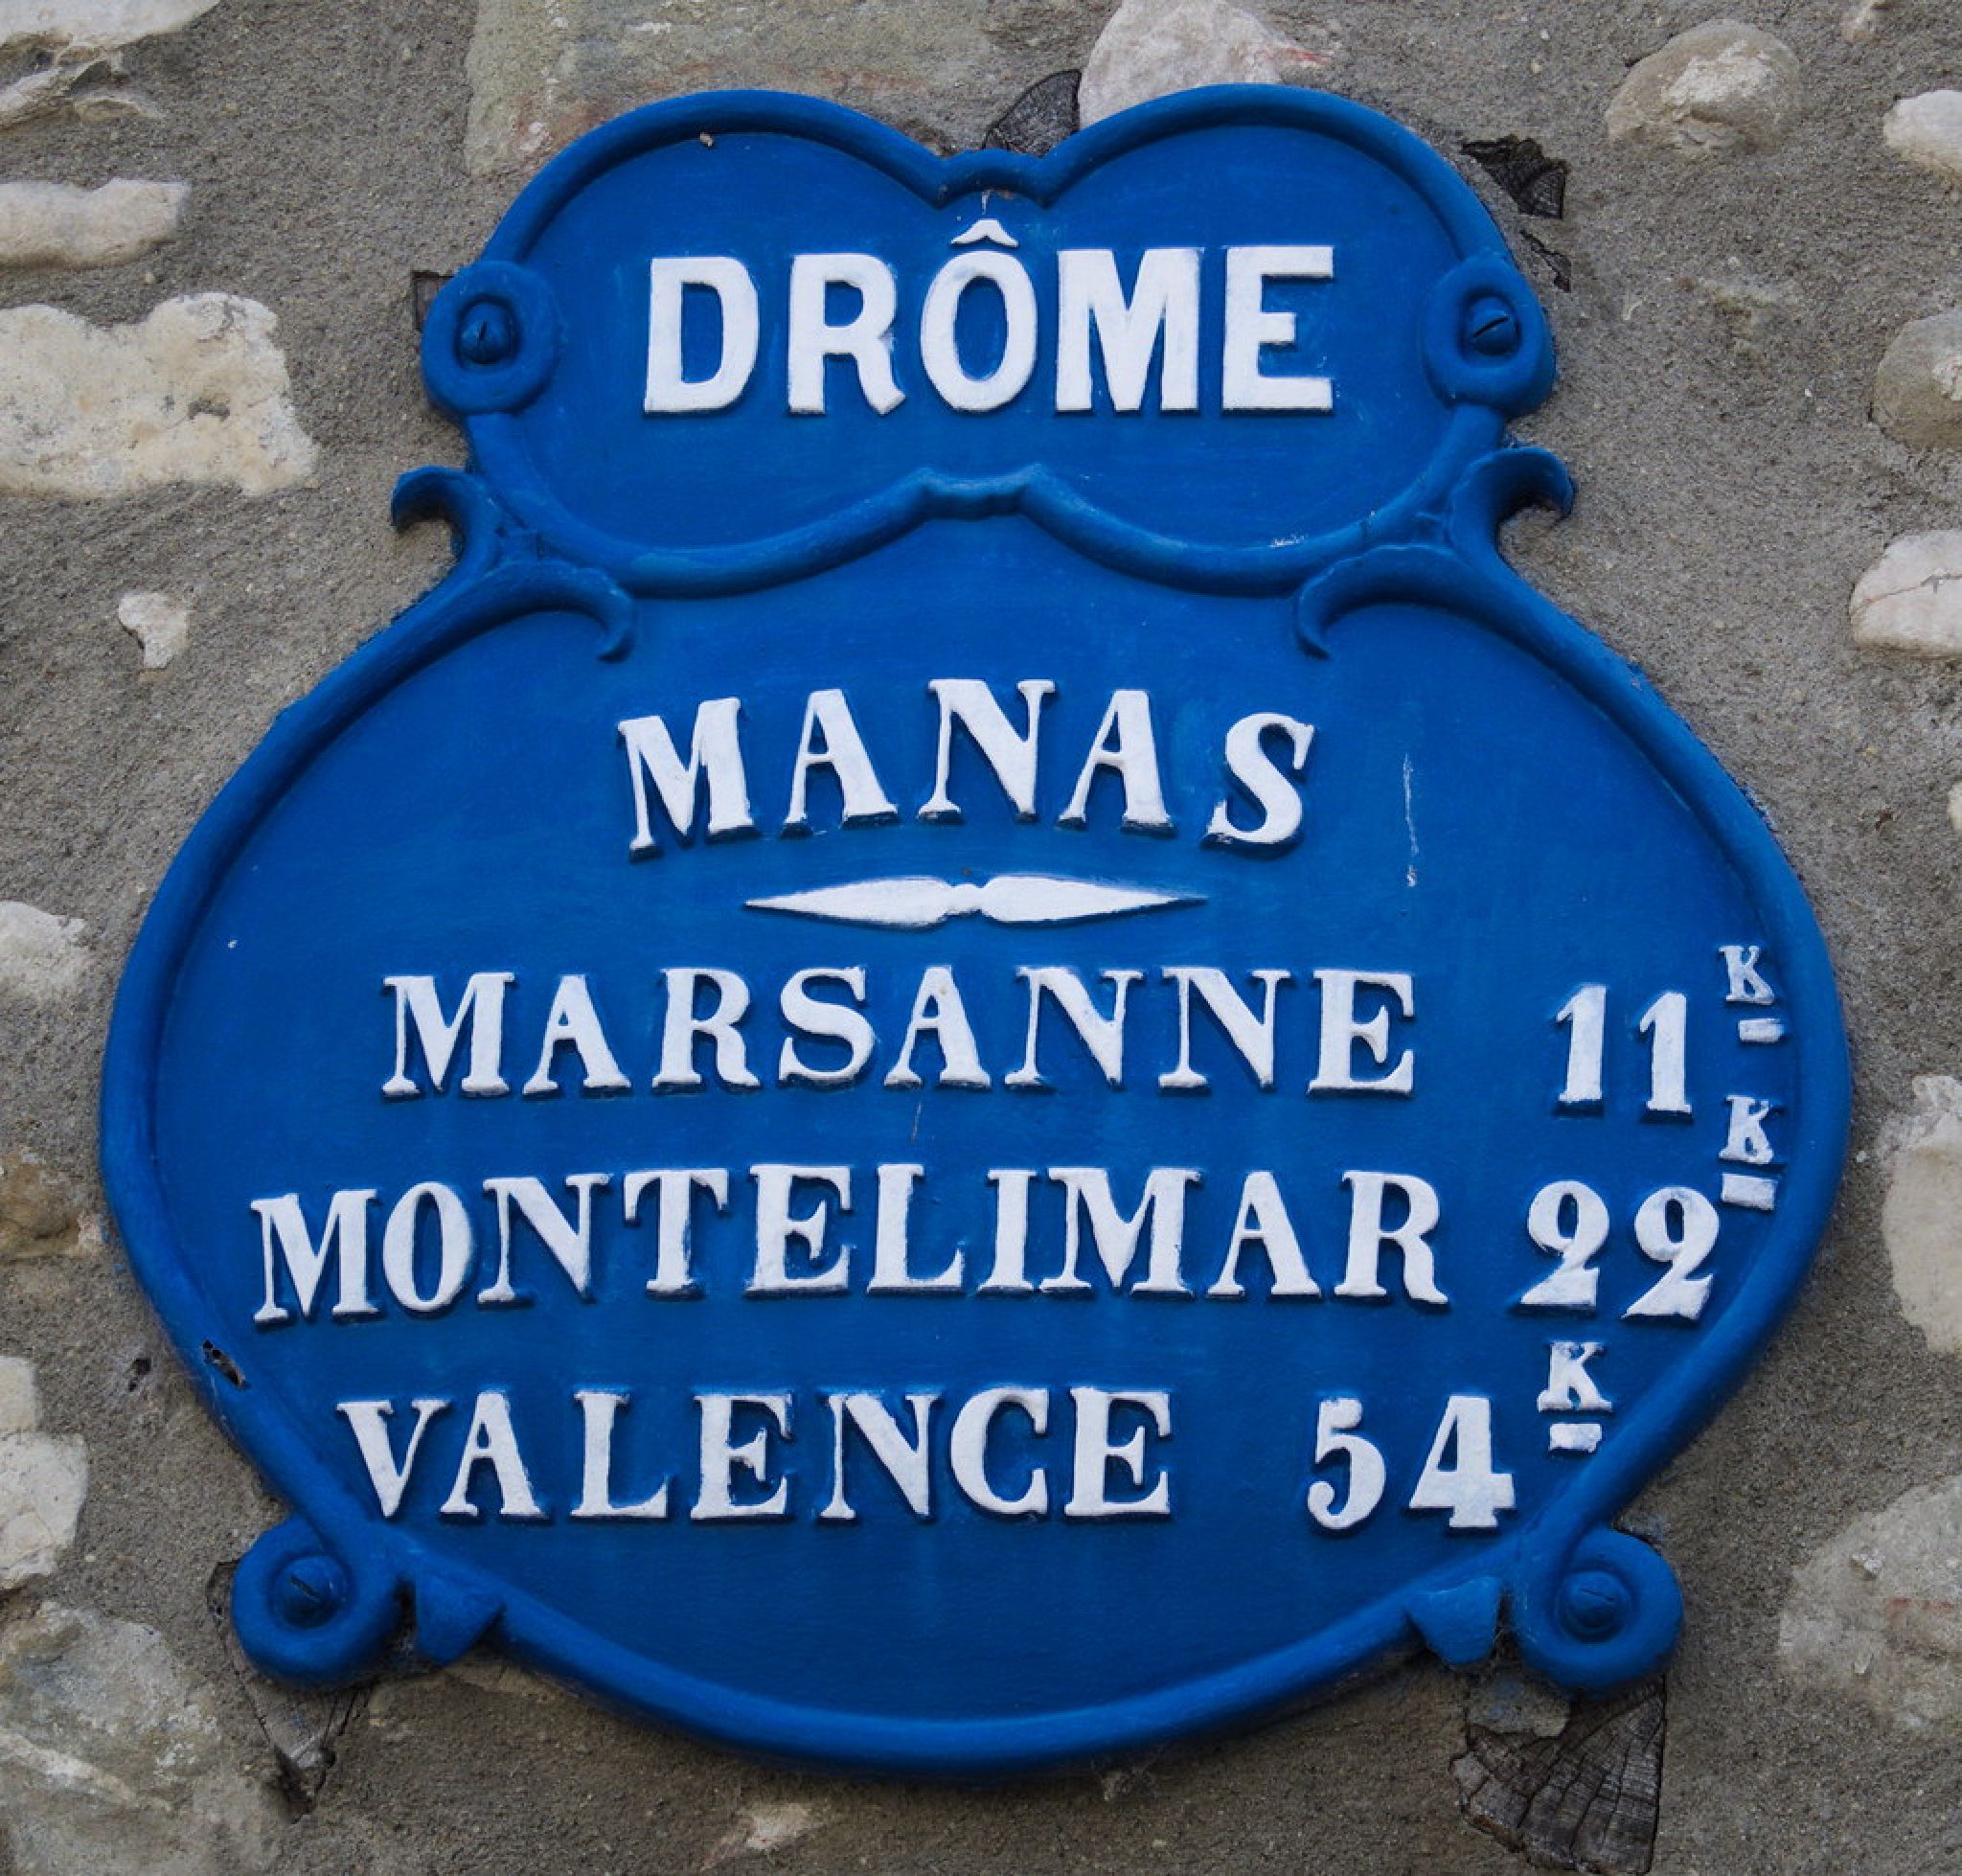 DRÔME
MANAS
MARSANNE 11K
MONTELIMAR 22K
VALENCE 54K